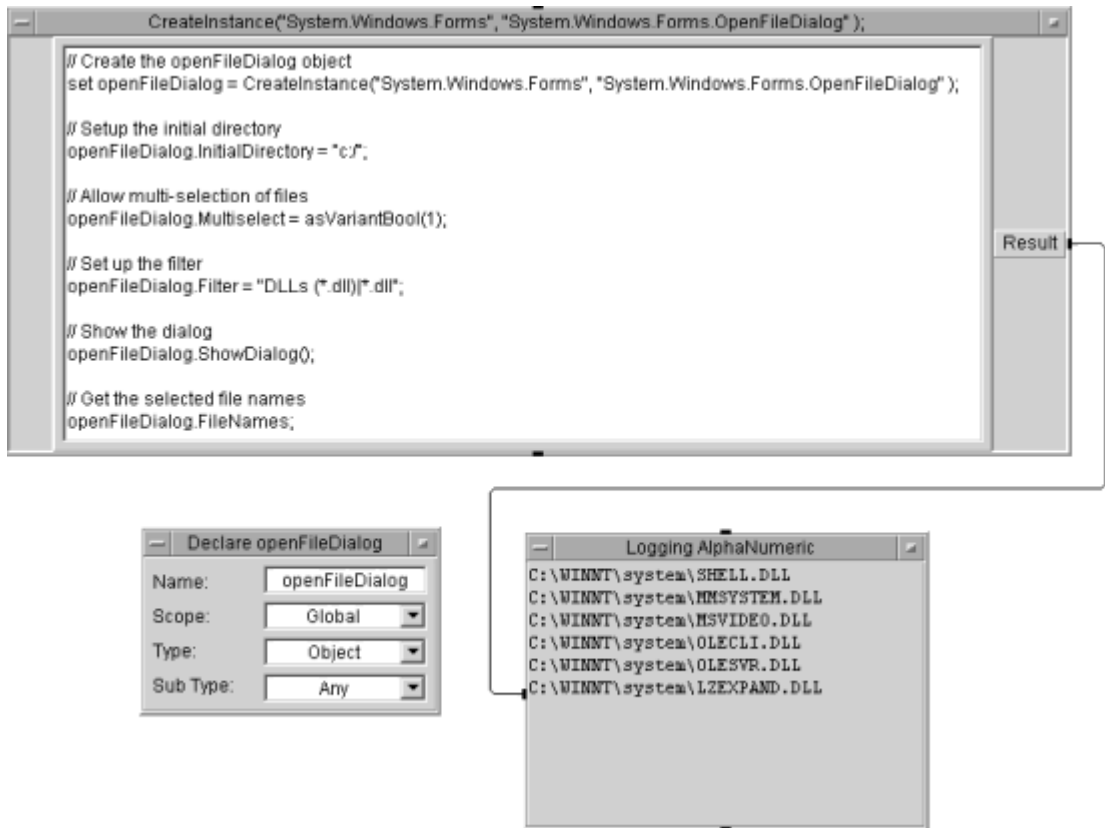 CreateInstance("System.Windows.Forms", "System.Windows.Forms.OpenFileDialog" );
// Create the openFileDialog object
set openFileDialog = CreateInstance("System.Windows.Forms", "System.Windows.Forms.OpenFileDialog" );
// Setup the initial directory
openFileDialog.InitialDirectory = "c:/";
// Allow multi-selection of files
openFileDialog.Multiselect = asVariantBool(1);
// Set up the filter
openFileDialog.Filter = "DLLs (*.dll)|*.dll";
// Show the dialog
openFileDialog.ShowDialog();
// Get the selected file names
openFileDialog.FileNames;
Result
Declare openFileDialog
Name: openFileDialog
Scope: Global
Type: Object
Sub Type: Any
Logging AlphaNumeric
C:\WINNT\system\SHELL.DLL
C:\WINNT\system\MMSYSTEM.DLL
C:\WINNT\system\MSVIDEO.DLL
C:\WINNT\system\OLECLI.DLL
C:\WINNT\system\OLESVR.DLL
C:\WINNT\system\LZEXPAND.DLL